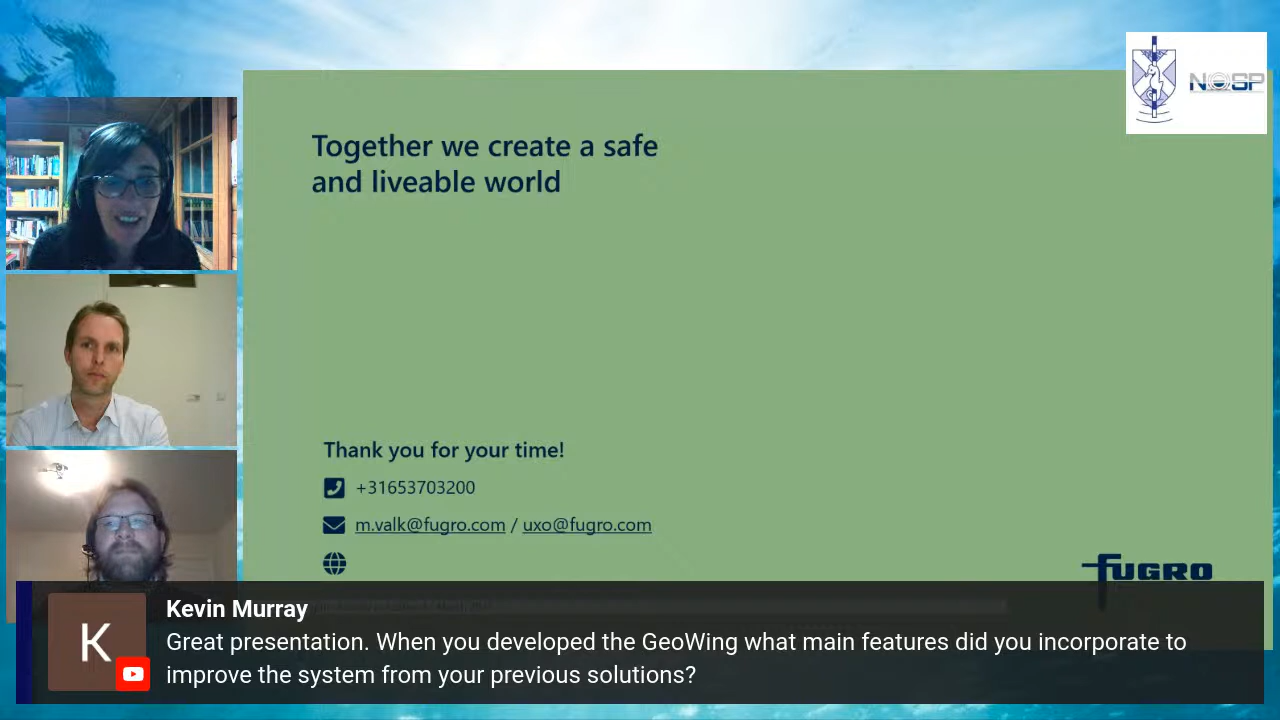 NOSP
Together we create a safe
and liveable world
Thank you for your time!
+31653703200
m.valk@fugro.com / uxo@fugro.com
fugro
K
Kevin Murray
Great presentation. When you developed the GeoWing what main features did you incorporate to
improve the system from your previous solutions?